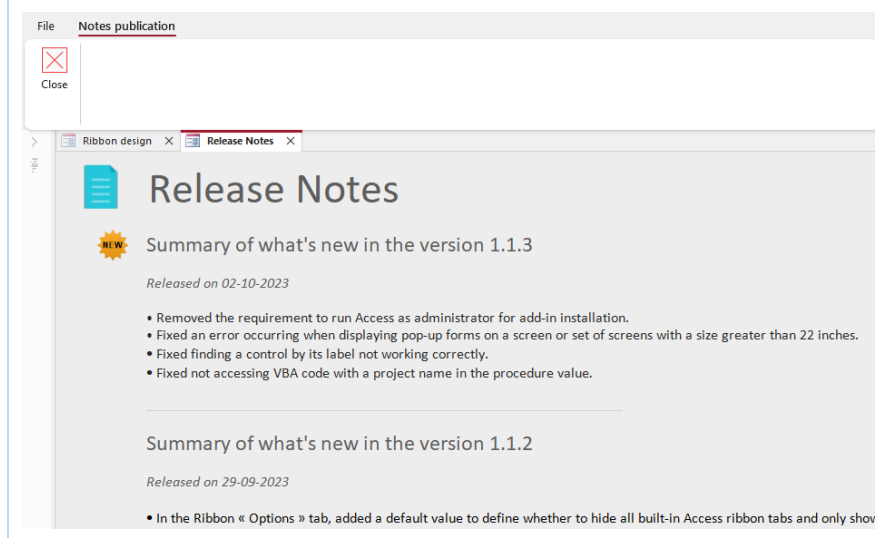 File Notes publication
Close
Ribbon design Release Notes
Release Notes
NEW
Summary of what's new in the version 1.1.3
Released on 02-10-2023
• Removed the requirement to run Access as administrator for add-in installation.
• Fixed an error occurring when displaying pop-up forms on a screen or set of screens with a size greater than 22 inches.
• Fixed finding a control by its label not working correctly.
• Fixed not accessing VBA code with a project name in the procedure value.
Summary of what's new in the version 1.1.2
Released on 29-09-2023
• In the Ribbon « Options » tab, added a default value to define whether to hide all built-in Access ribbon tabs and only show